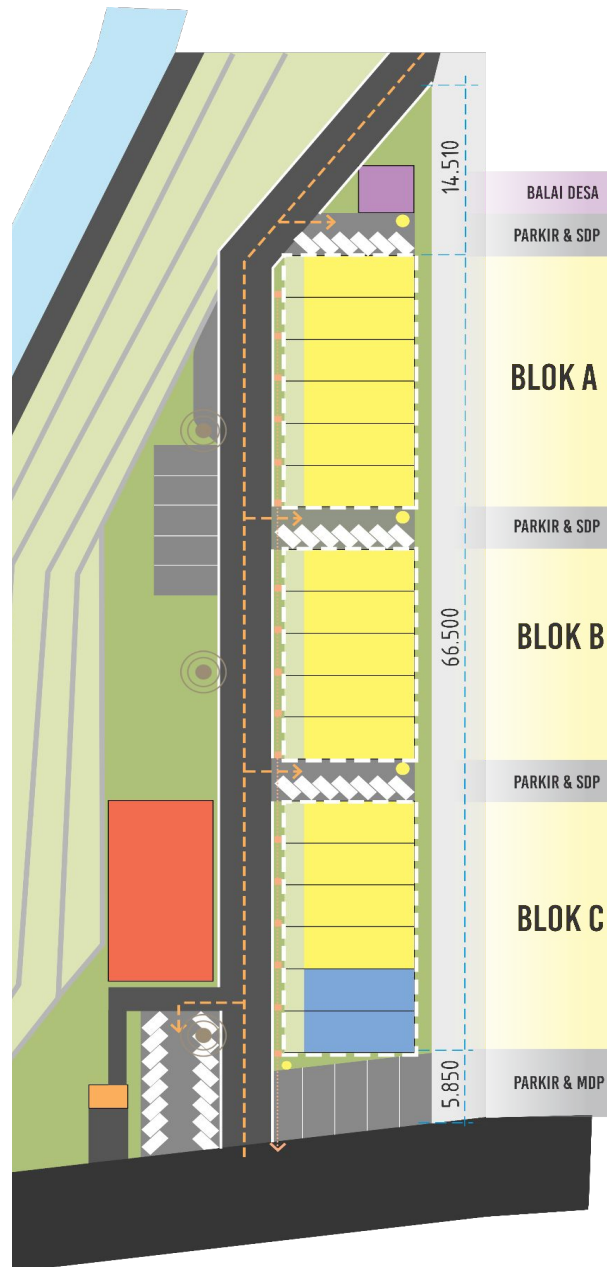 14.510
BALAI DESA
PARKIR & SDP
BLOK A
PARKIR & SDP
66.500
BLOK B
PARKIR & SDP
BLOK C
5.850
PARKIR & MDP